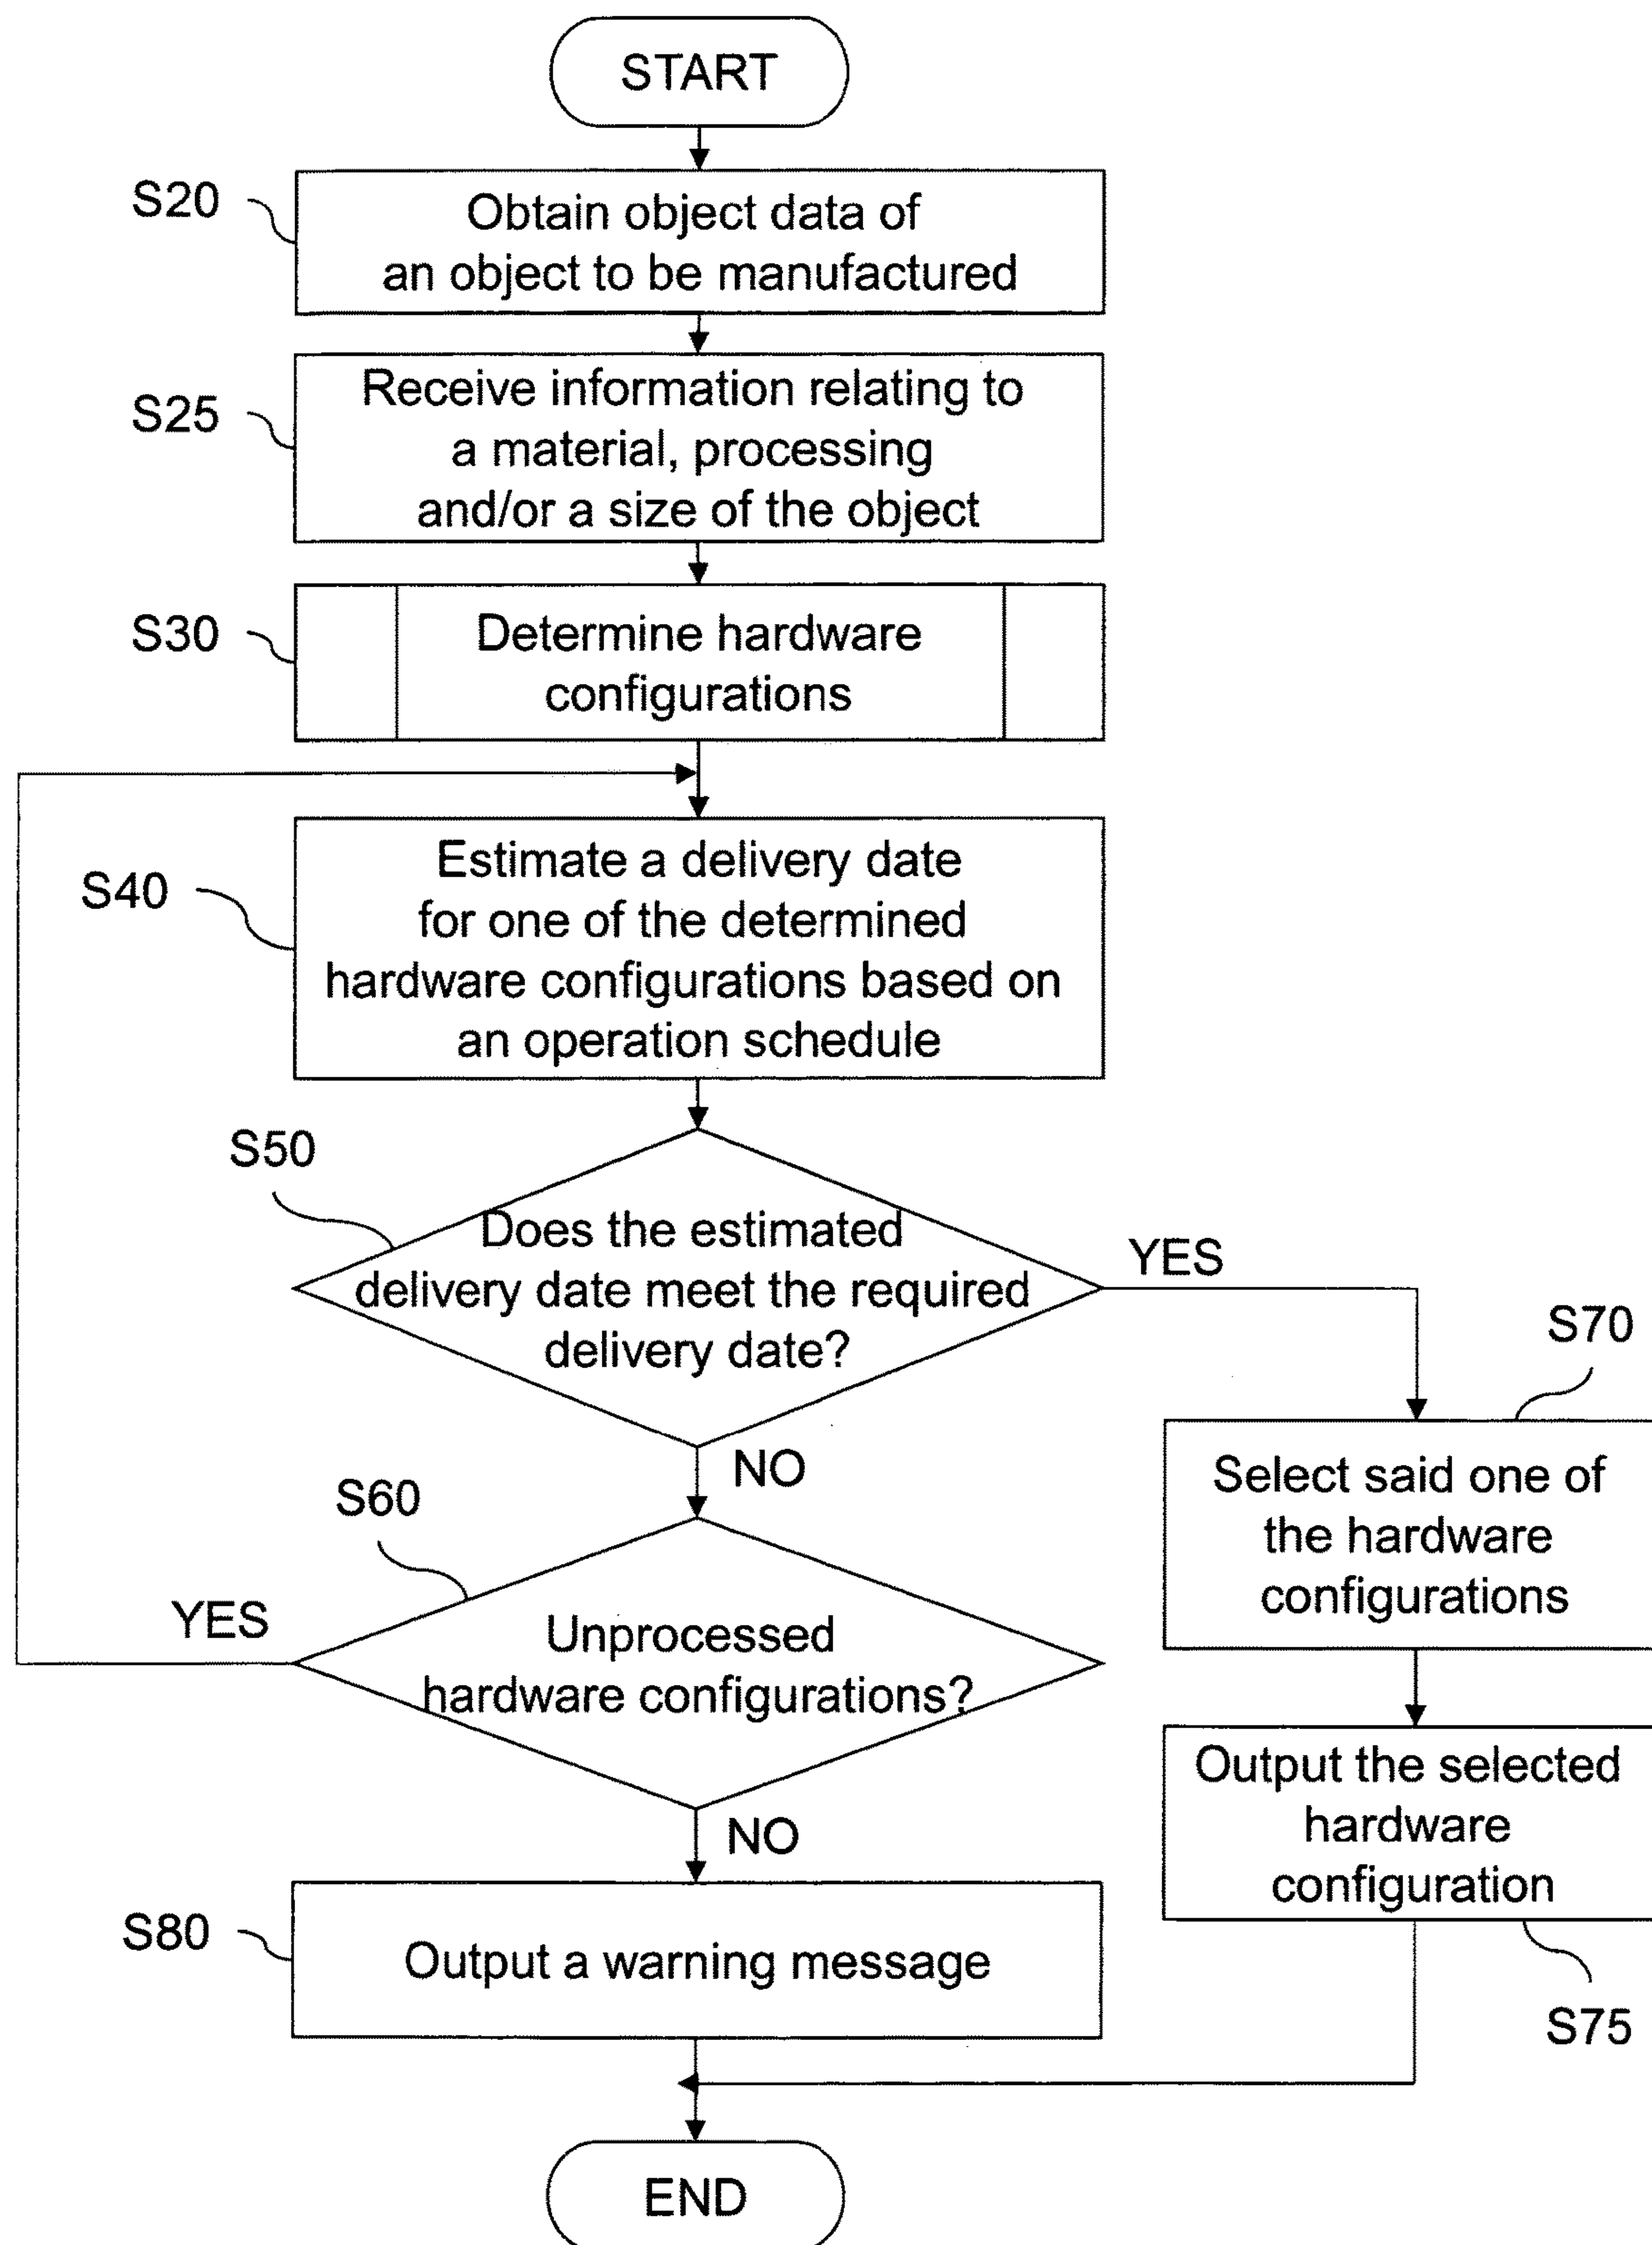 START
S20
Obtain object data of
an object to be manufactured
S25
Receive information relating to
a material, processing
and/or a size of the object
S30
Determine hardware
configurations
S40
Estimate a delivery date
for one of the determined
hardware configurations based on
an operation schedule
S50
Does the estimated
delivery date meet the required
delivery date?
YES
NO
S60
Unprocessed
hardware configurations?
YES
NO
S70
Select said one of
the hardware
configurations
Output the selected
hardware
configuration
S75
S80
Output a warning message
END